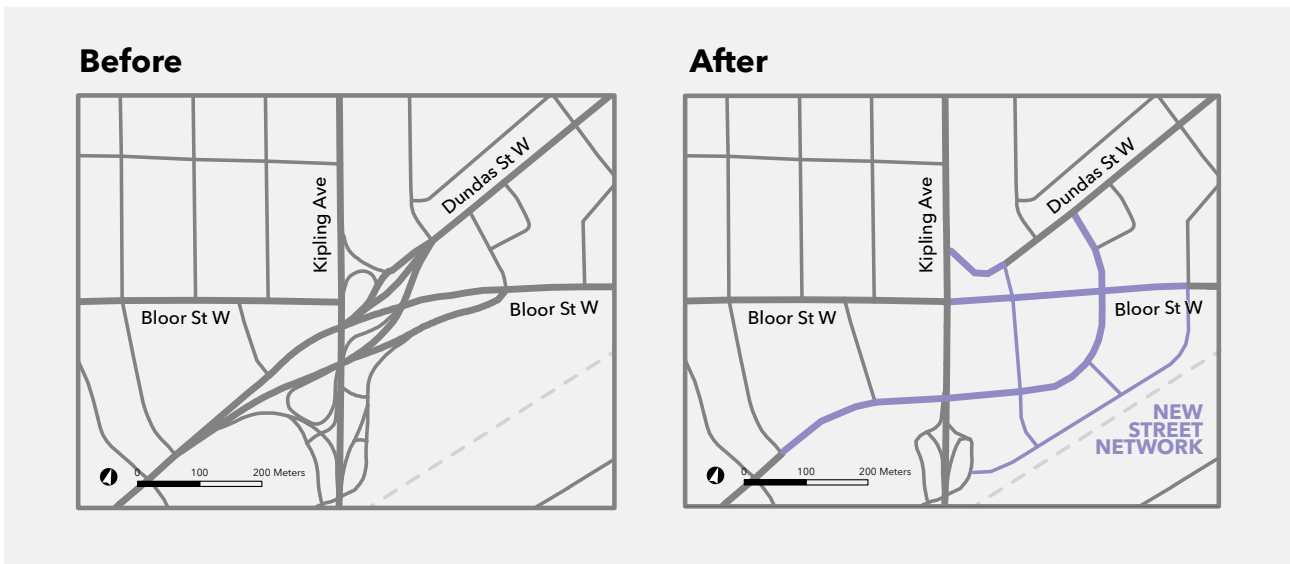 Before
Kipling Ave
Dundas St W
Bloor St W
Bloor St W
0 100 200 Meters
After
Kipling Ave
Dundas St W
Bloor St W
Bloor St W
NEW
STREET
NETWORK
0 100 200 Meters